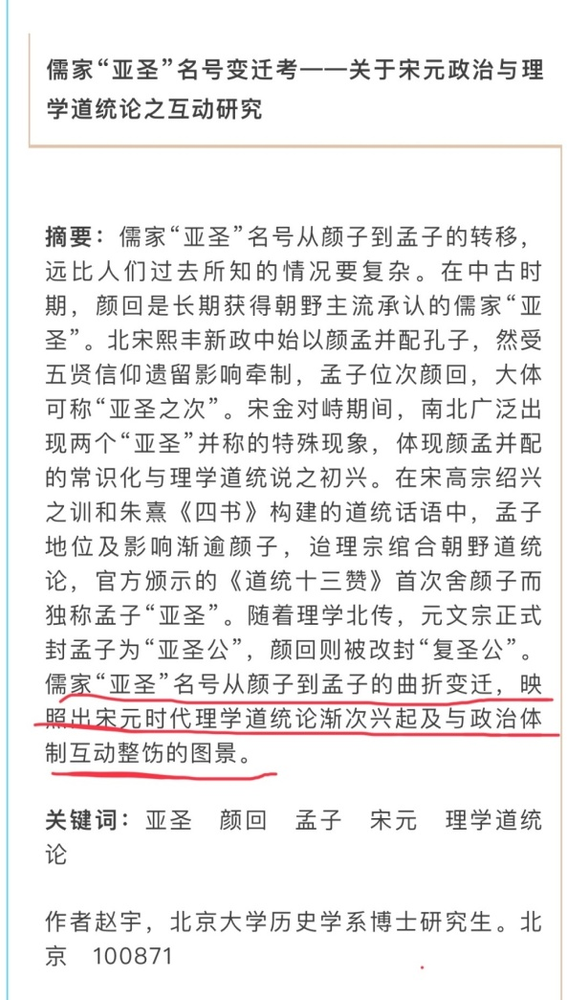 儒家“亚圣”名号变迁考——关于宋元政治与理
学道统论之互动研究
摘要：儒家“亚圣”名号从颜子到孟子的转移，
远比人们过去所知的情况要复杂。在中古时
期，颜回是长期获得朝野主流承认的儒家“亚
圣”。北宋熙丰新政中始以颜孟并配孔子，然受
五贤信仰遗留影响牵制，孟子位次颜回，大体
可称“亚圣之次”。宋金对峙期间，南北广泛出
现两个“亚圣”并称的特殊现象，体现颜孟并配
的常识化与理学道统说之初兴。在宋高宗绍兴
之训和朱熹《四书》构建的道统话语中，孟子
地位及影响渐逾颜子，迨理宗绾合朝野道统
论，官方颁示的《道统十三赞》首次舍颜子而
独称孟子“亚圣”。随着理学北传，元文宗正式
封孟子为“亚圣公”，颜回则被改封“复圣公”。
儒家“亚圣”名号从颜子到孟子的曲折变迁，映
照出宋元时代理学道统论渐次兴起及与政治体
制互动整饬的图景。
关键词：亚圣 颜回 孟子 宋元 理学道统
论
作者赵宇，北京大学历史学系博士研究生。北
京 100871